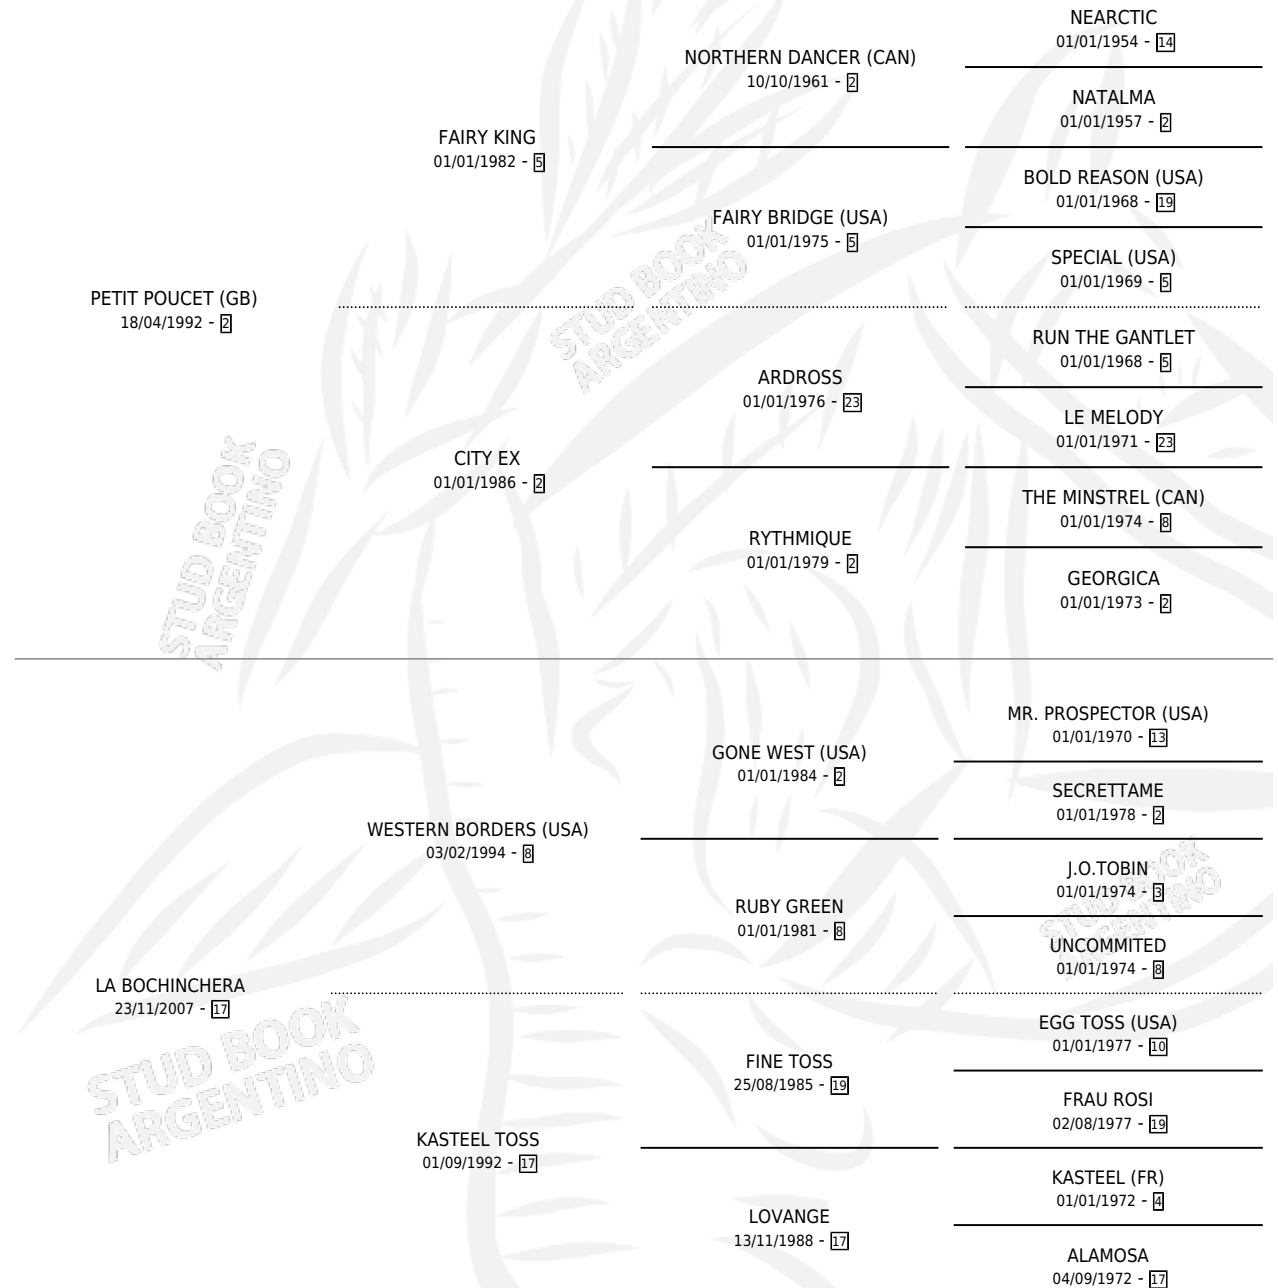 NEARCTIC
01/01/1954 - 14
NORTHERN DANCER (CAN)
10/10/1961 - 2
NATALMA
01/01/1957 - 2
FAIRY KING
01/01/1982 - 5
BOLD REASON (USA)
01/01/1968 - 19
FAIRY BRIDGE (USA)
01/01/1975 - 5
SPECIAL (USA)
01/01/1969 - 5
STUD BOOK
ARGENTINO
PETIT POUCET (GB)
18/04/1992 - 2
RUN THE GANTLET
01/01/1968 - 5
ARDROSS
01/01/1976 - 23
LE MELODY
01/01/1971 - 23
CITY EX
01/01/1986 - 2
THE MINSTREL (CAN)
01/01/1974 - 8
RYTHMIQUE
01/01/1979 - 2
GEORGICA
01/01/1973 - 2
STUD BOOK
ARGENTINO
MR. PROSPECTOR (USA)
01/01/1970 - 13
GONE WEST (USA)
01/01/1984 - 2
SECRETTAME
01/01/1978 - 2
WESTERN BORDERS (USA)
03/02/1994 - 8
J.O.TOBIN
01/01/1974 - 3
RUBY GREEN
01/01/1981 - 8
UNCOMMITED
01/01/1974 - 8
STUD BOOK
ARGENTINO
LA BOCHINCHERA
23/11/2007 - 17
EGG TOSS (USA)
01/01/1977 - 10
FINE TOSS
25/08/1985 - 19
FRAU ROSI
02/08/1977 - 19
STUD BOOK
ARGENTINO
KASTEEL TOSS
01/09/1992 - 17
KASTEEL (FR)
01/01/1972 - 4
LOVANGE
13/11/1988 - 17
ALAMOSA
04/09/1972 - 17